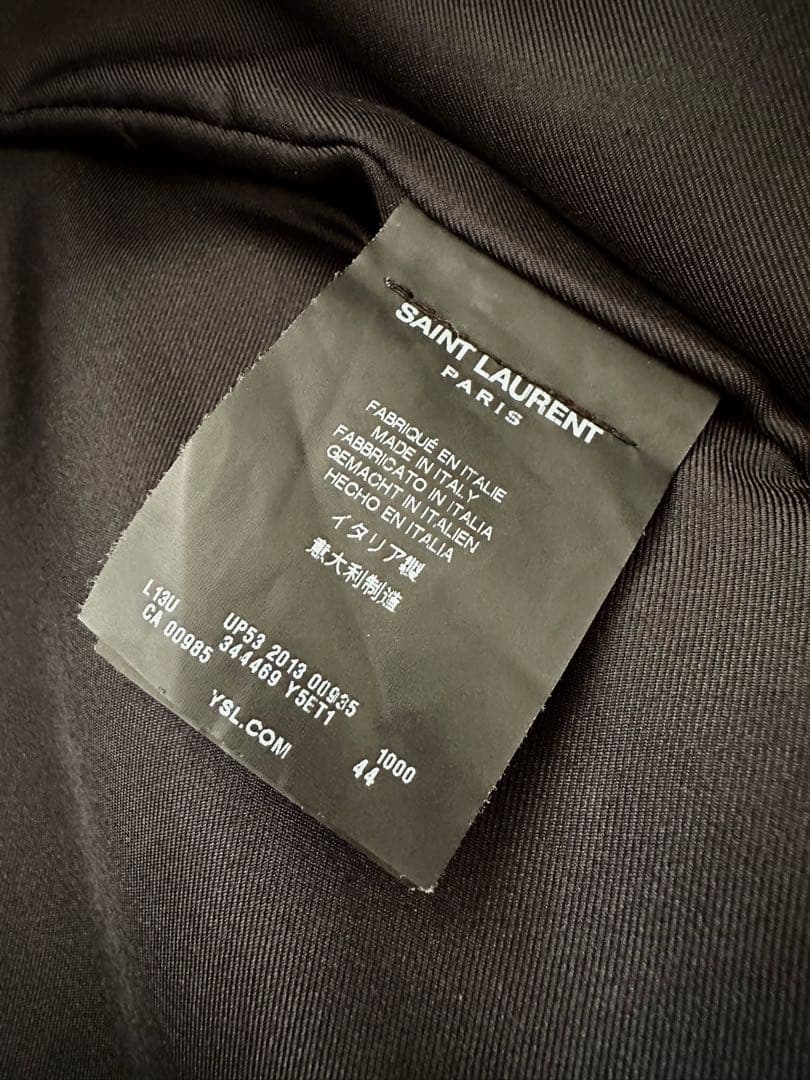 SAINT LAURENT
PARIS
FABRIQUÉ EN ITALIE
MADE IN ITALY
FABBRICATO IN ITALIA
GEMACHT IN ITALIEN
HECHO EN ITALIA
イタリア製
意大利制造
L13U UP53 2013 00935
CA 00985 344469 Y5ET1 1000
YSL.COM 44